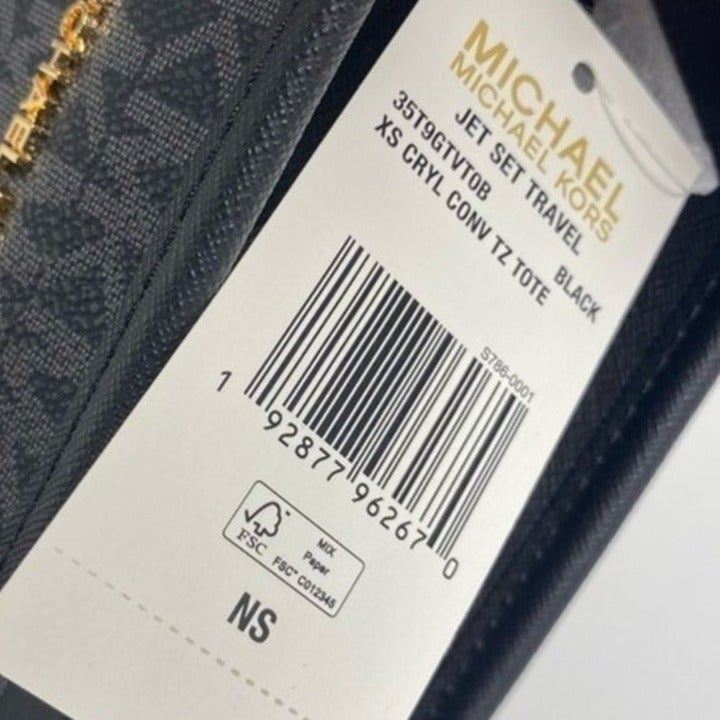 MICHAEL
MICHAEL KORS
JET SET TRAVEL
35T9GTVT0B BLACK
XS CRYL CONV TZ TOTE
S786-0001
1 92877 96267 0
FSC
MIX
Paper
FSC® C012345
NS